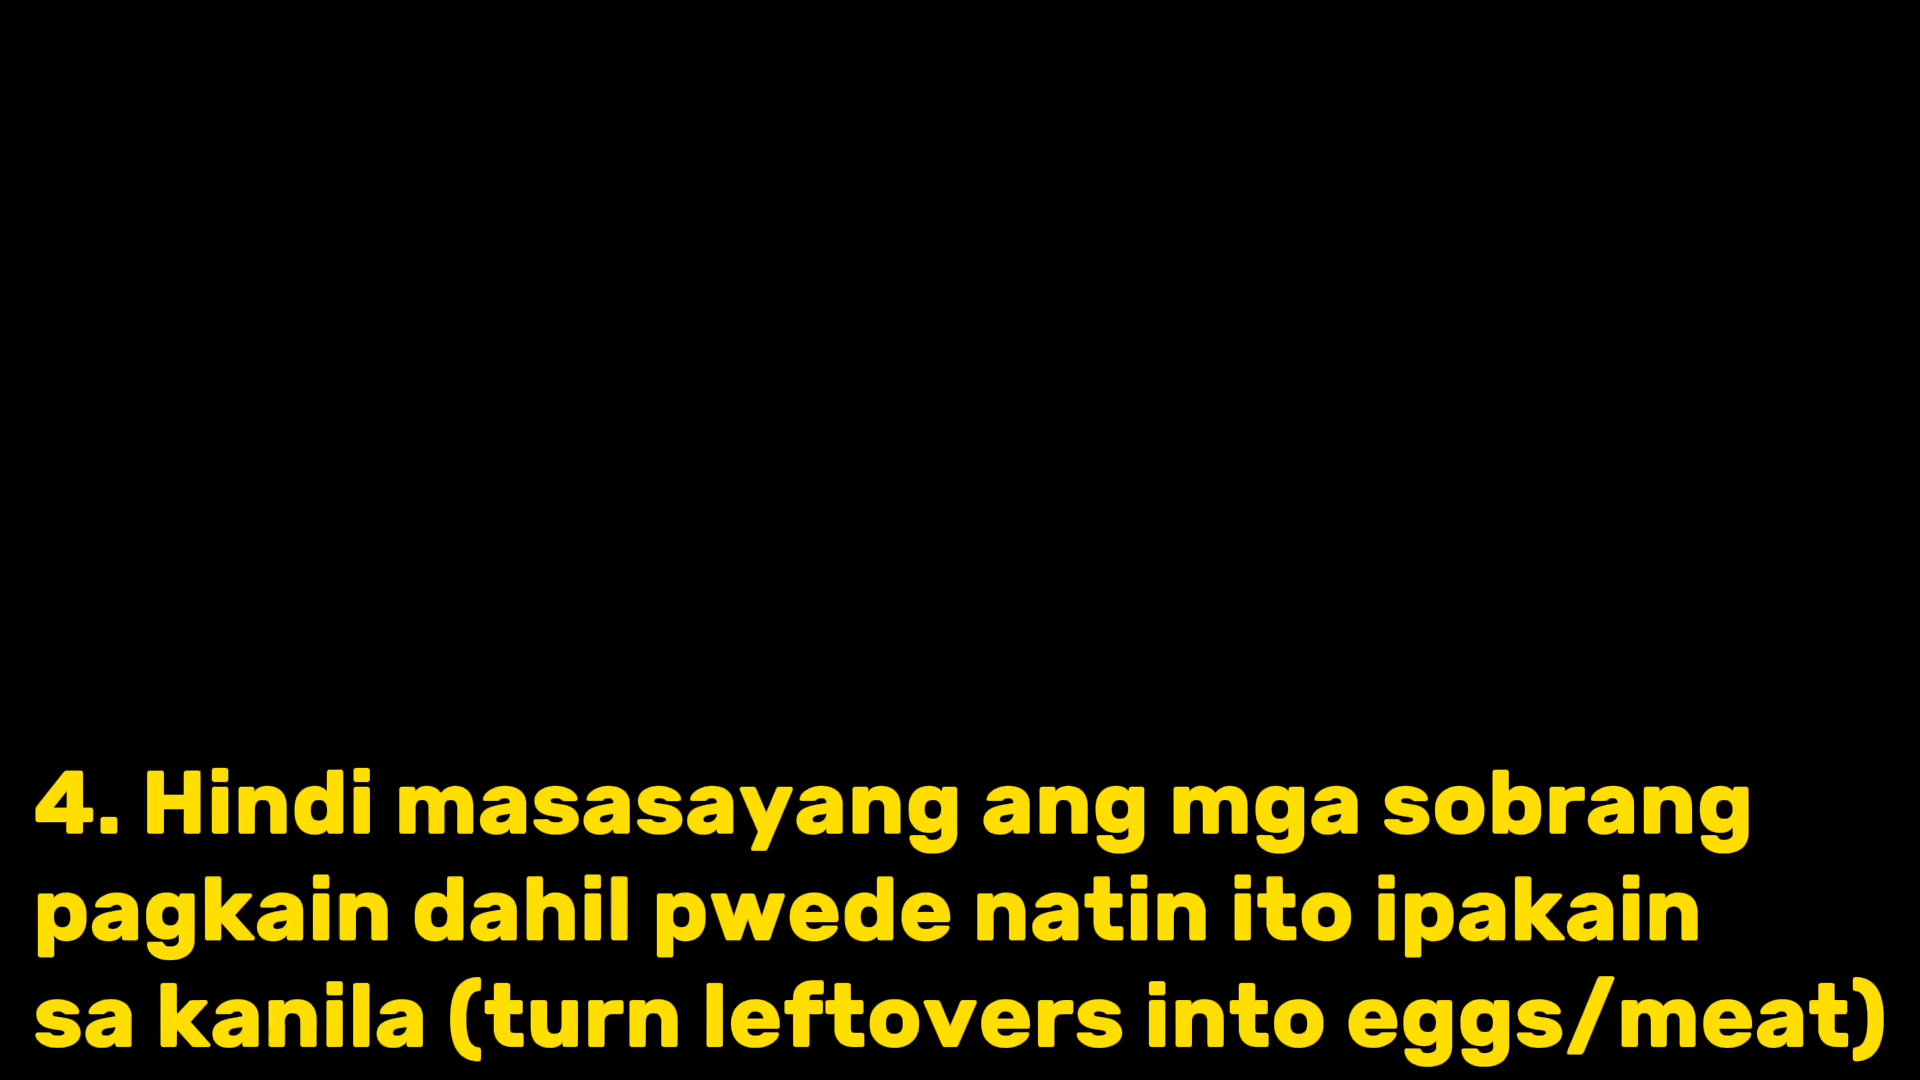 4. Hindi masasayang ang mga sobrang
pagkain dahil pwede natin ito ipakain
sa kanila (turn leftovers into eggs/meat)